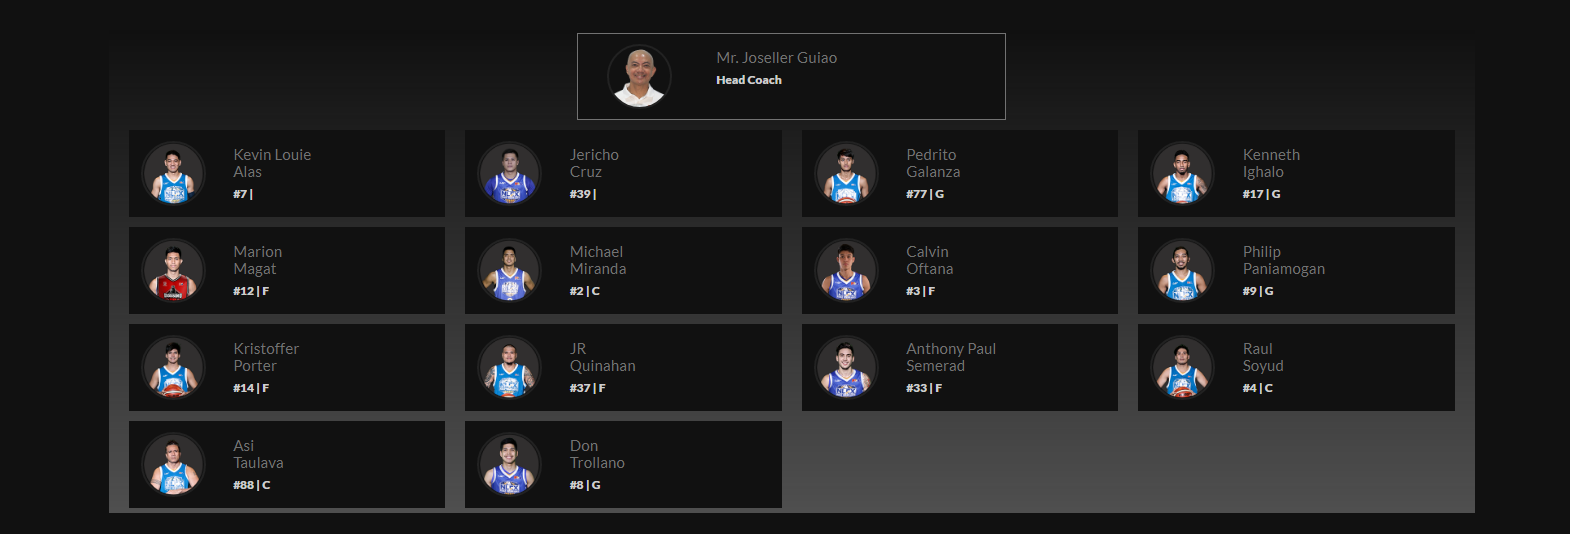 Mr. Joseller Guiao
Head Coach
Kevin Louie
Alas
#7 |
Jericho
Cruz
#39 |
Pedrito
Galanza
#77 | G
Kenneth
Ighalo
#17 | G
Marion
Magat
#12 | F
Michael
Miranda
#2 | C
Calvin
Oftana
#3 | F
Philip
Paniamogan
#9 | G
Kristoffer
Porter
#14 | F
JR
Quinahan
#37 | F
Anthony Paul
Semerad
#33 | F
Raul
Soyud
#4 | C
Asi
Taulava
#88 | C
Don
Trollano
#8 | G